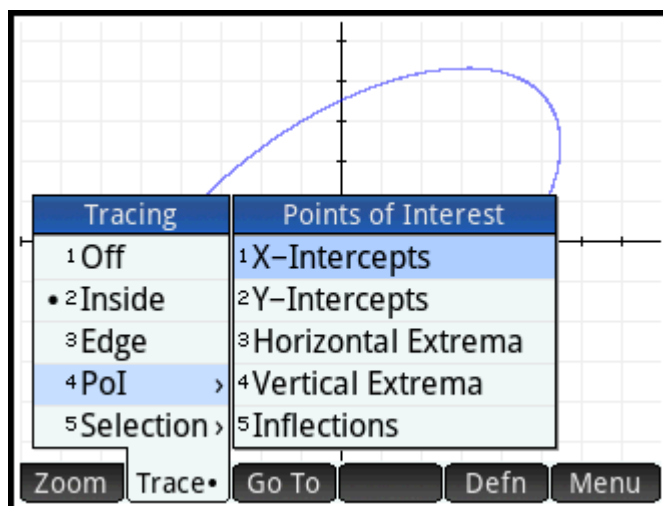 Tracing
1 Off
• 2 Inside
3 Edge
4 PoI ›
5 Selection ›
Points of Interest
1 X-Intercepts
2 Y-Intercepts
3 Horizontal Extrema
4 Vertical Extrema
5 Inflections
Zoom Trace• Go To Defn Menu